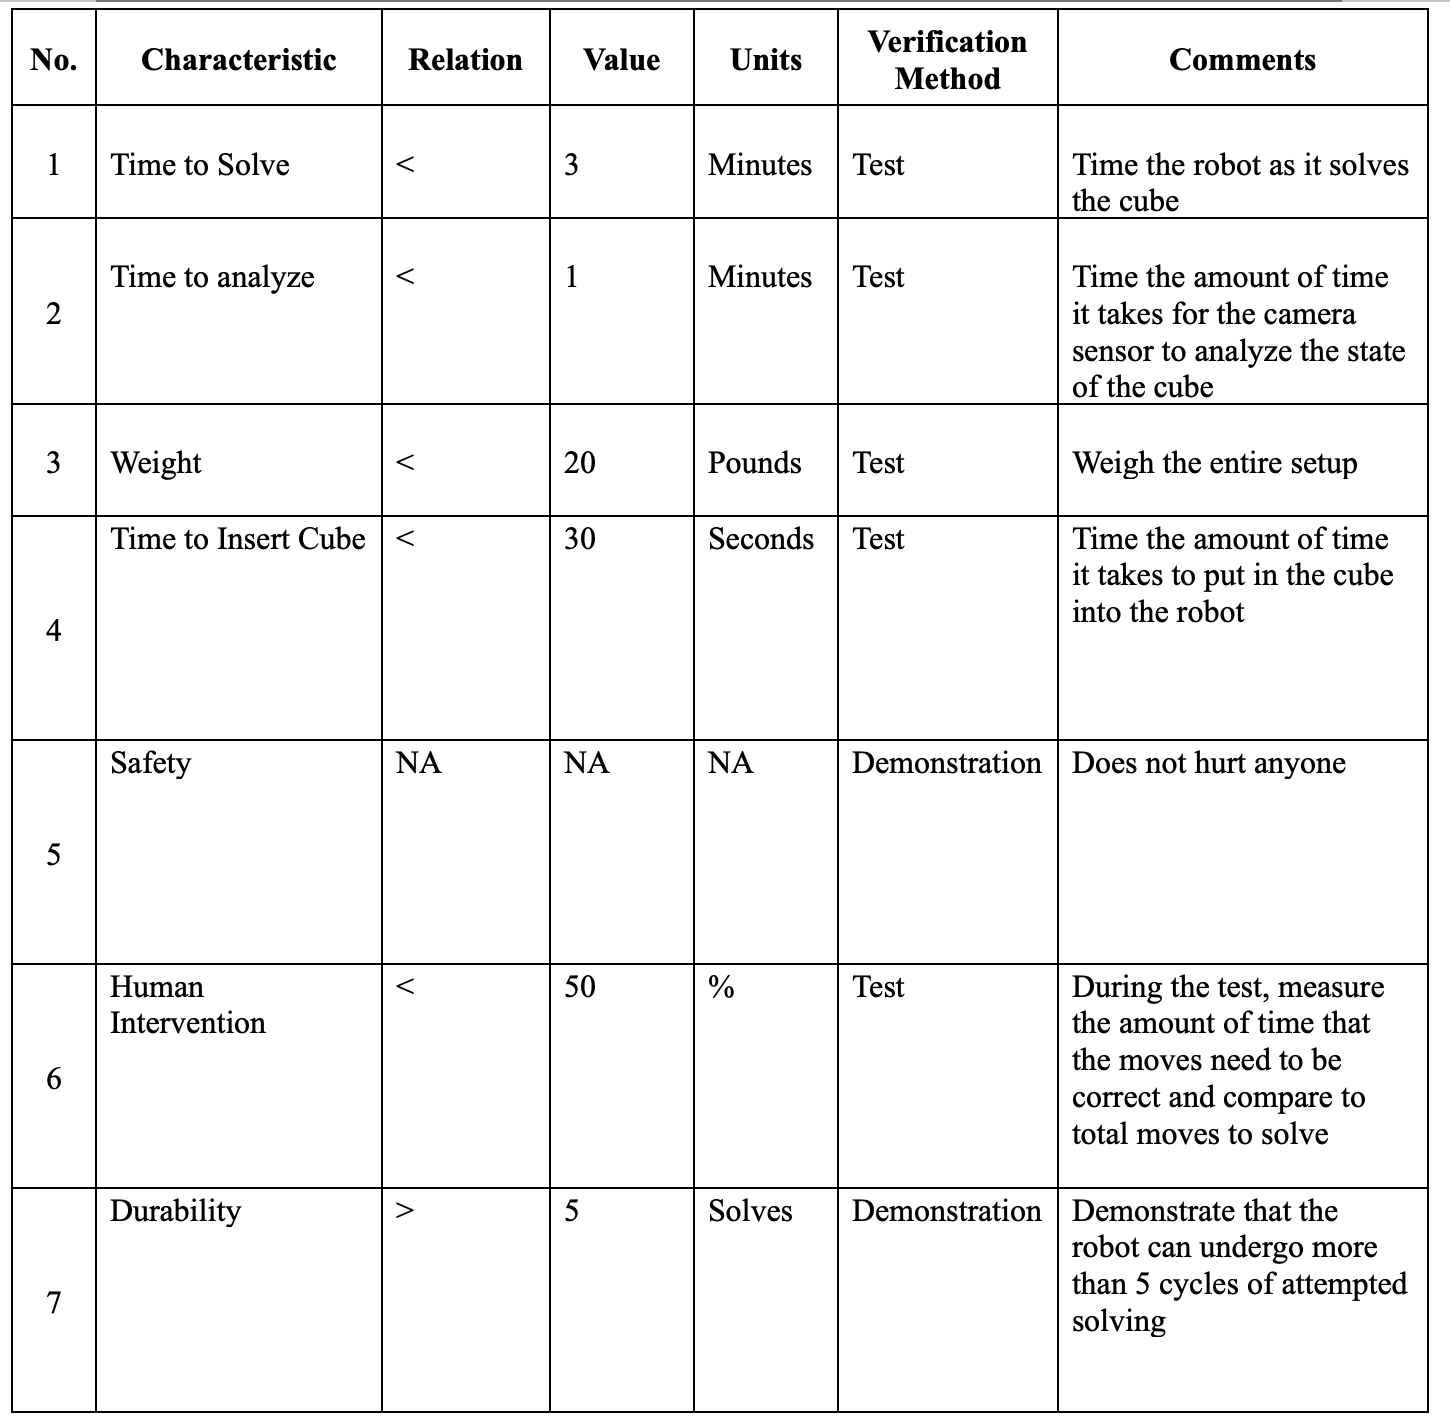 No. Characteristic Relation Value Units Verification Method Comments
1 Time to Solve < 3 Minutes Test Time the robot as it solves
the cube
2 Time to analyze < 1 Minutes Test Time the amount of time
it takes for the camera
sensor to analyze the state
of the cube
3 Weight < 20 Pounds Test Weigh the entire setup
4 Time to Insert Cube < 30 Seconds Test Time the amount of time
it takes to put in the cube
into the robot
5 Safety NA NA NA Demonstration Does not hurt anyone
6 Human Intervention < 50 % Test During the test, measure
the amount of time that
the moves need to be
correct and compare to
total moves to solve
7 Durability > 5 Solves Demonstration Demonstrate that the
robot can undergo more
than 5 cycles of attempted
solving